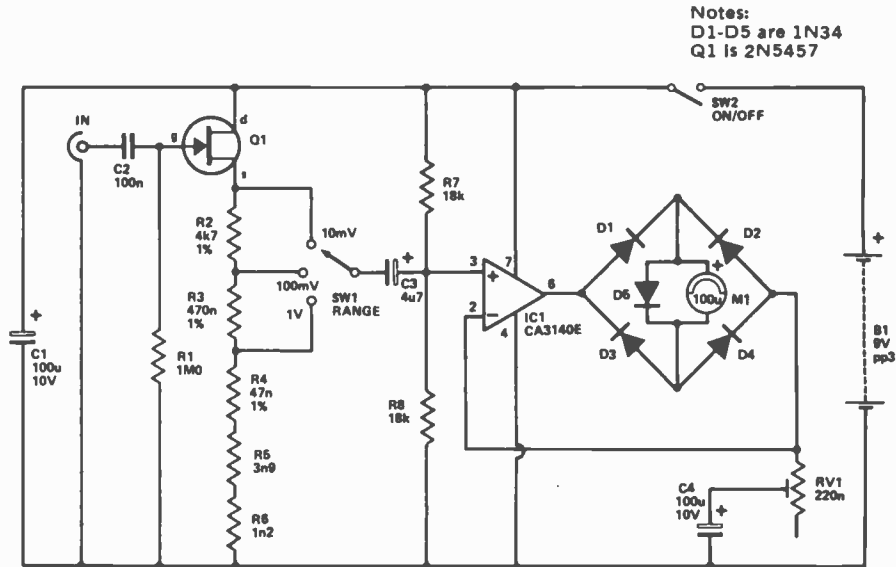 Notes:
D1-D5 are 1N34
Q1 is 2N5457
IN
C2
100n
g
d
s
Q1
R2
4k7
1%
R3
470n
1%
R4
47n
1%
R5
3n9
R6
1n2
R1
1M0
C1
100u
10V
+
10mV
100mV
1V
SW1
RANGE
+
C3
4u7
R7
18k
R8
18k
3
+
2
−
7
4
6
IC1
CA3140E
D1
D2
D3
D4
D5
+
100u
M1
SW2
ON/OFF
+
B1
9V
pp3
C4
100u
10V
+
RV1
220n